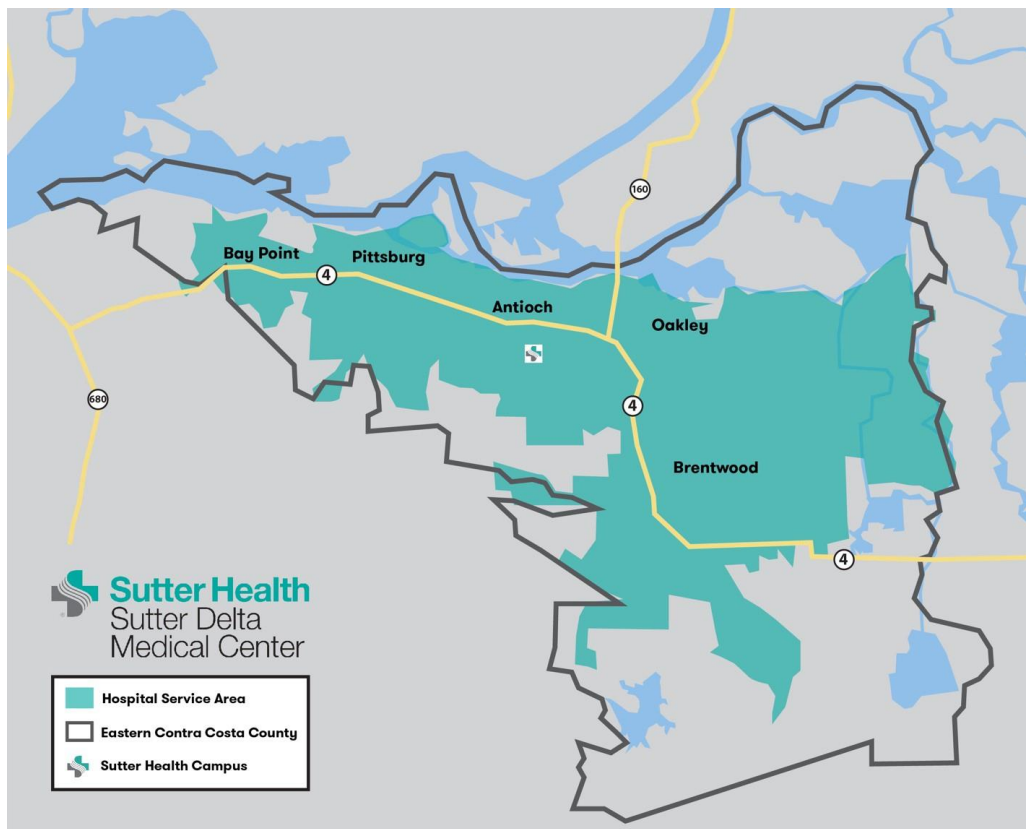 160
Bay Point
Pittsburg
4
Antioch
Oakley
680
4
Brentwood
4
Sutter Health
Sutter Delta
Medical Center
®
Hospital Service Area
Eastern Contra Costa County
Sutter Health Campus